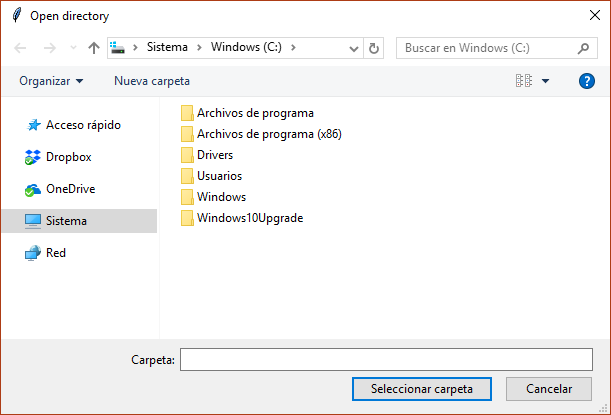 Open directory
Sistema
Windows (C:)
Buscar en Windows (C:)
Organizar
Nueva carpeta
?
Acceso rápido
Dropbox
OneDrive
Sistema
Red
Archivos de programa
Archivos de programa (x86)
Drivers
Usuarios
Windows
Windows10Upgrade
Carpeta:
Seleccionar carpeta
Cancelar